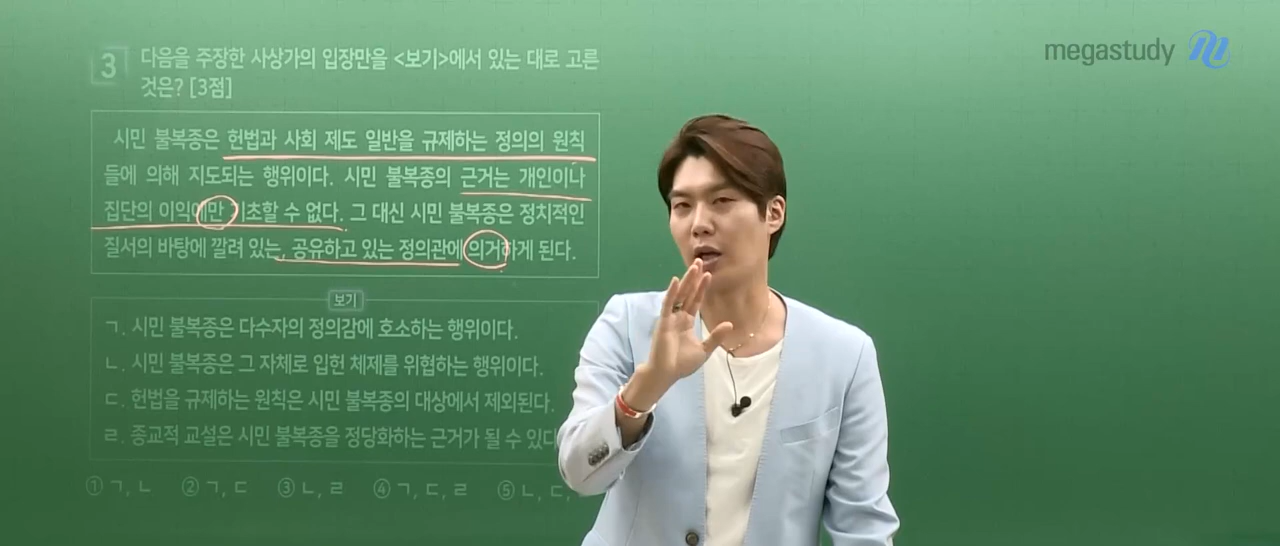 megastudy
3 다음을 주장한 사상가의 입장만을 <보기>에서 있는 대로 고른
것은? [3점]
시민 불복종은 헌법과 사회 제도 일반을 규제하는 정의의 원칙
들에 의해 지도되는 행위이다. 시민 불복종의 근거는 개인이나
집단의 이익에만 기초할 수 없다. 그 대신 시민 불복종은 정치적인
질서의 바탕에 깔려 있는, 공유하고 있는 정의관에 의거하게 된다.
보기
ㄱ. 시민 불복종은 다수자의 정의감에 호소하는 행위이다.
ㄴ. 시민 불복종은 그 자체로 입헌 체제를 위협하는 행위이다.
ㄷ. 헌법을 규제하는 원칙은 시민 불복종의 대상에서 제외된다.
ㄹ. 종교적 교설은 시민 불복종을 정당화하는 근거가 될 수 있다
① ㄱ, ㄴ ② ㄱ, ㄷ ③ ㄴ, ㄹ ④ ㄱ, ㄷ, ㄹ ⑤ ㄴ, ㄷ,